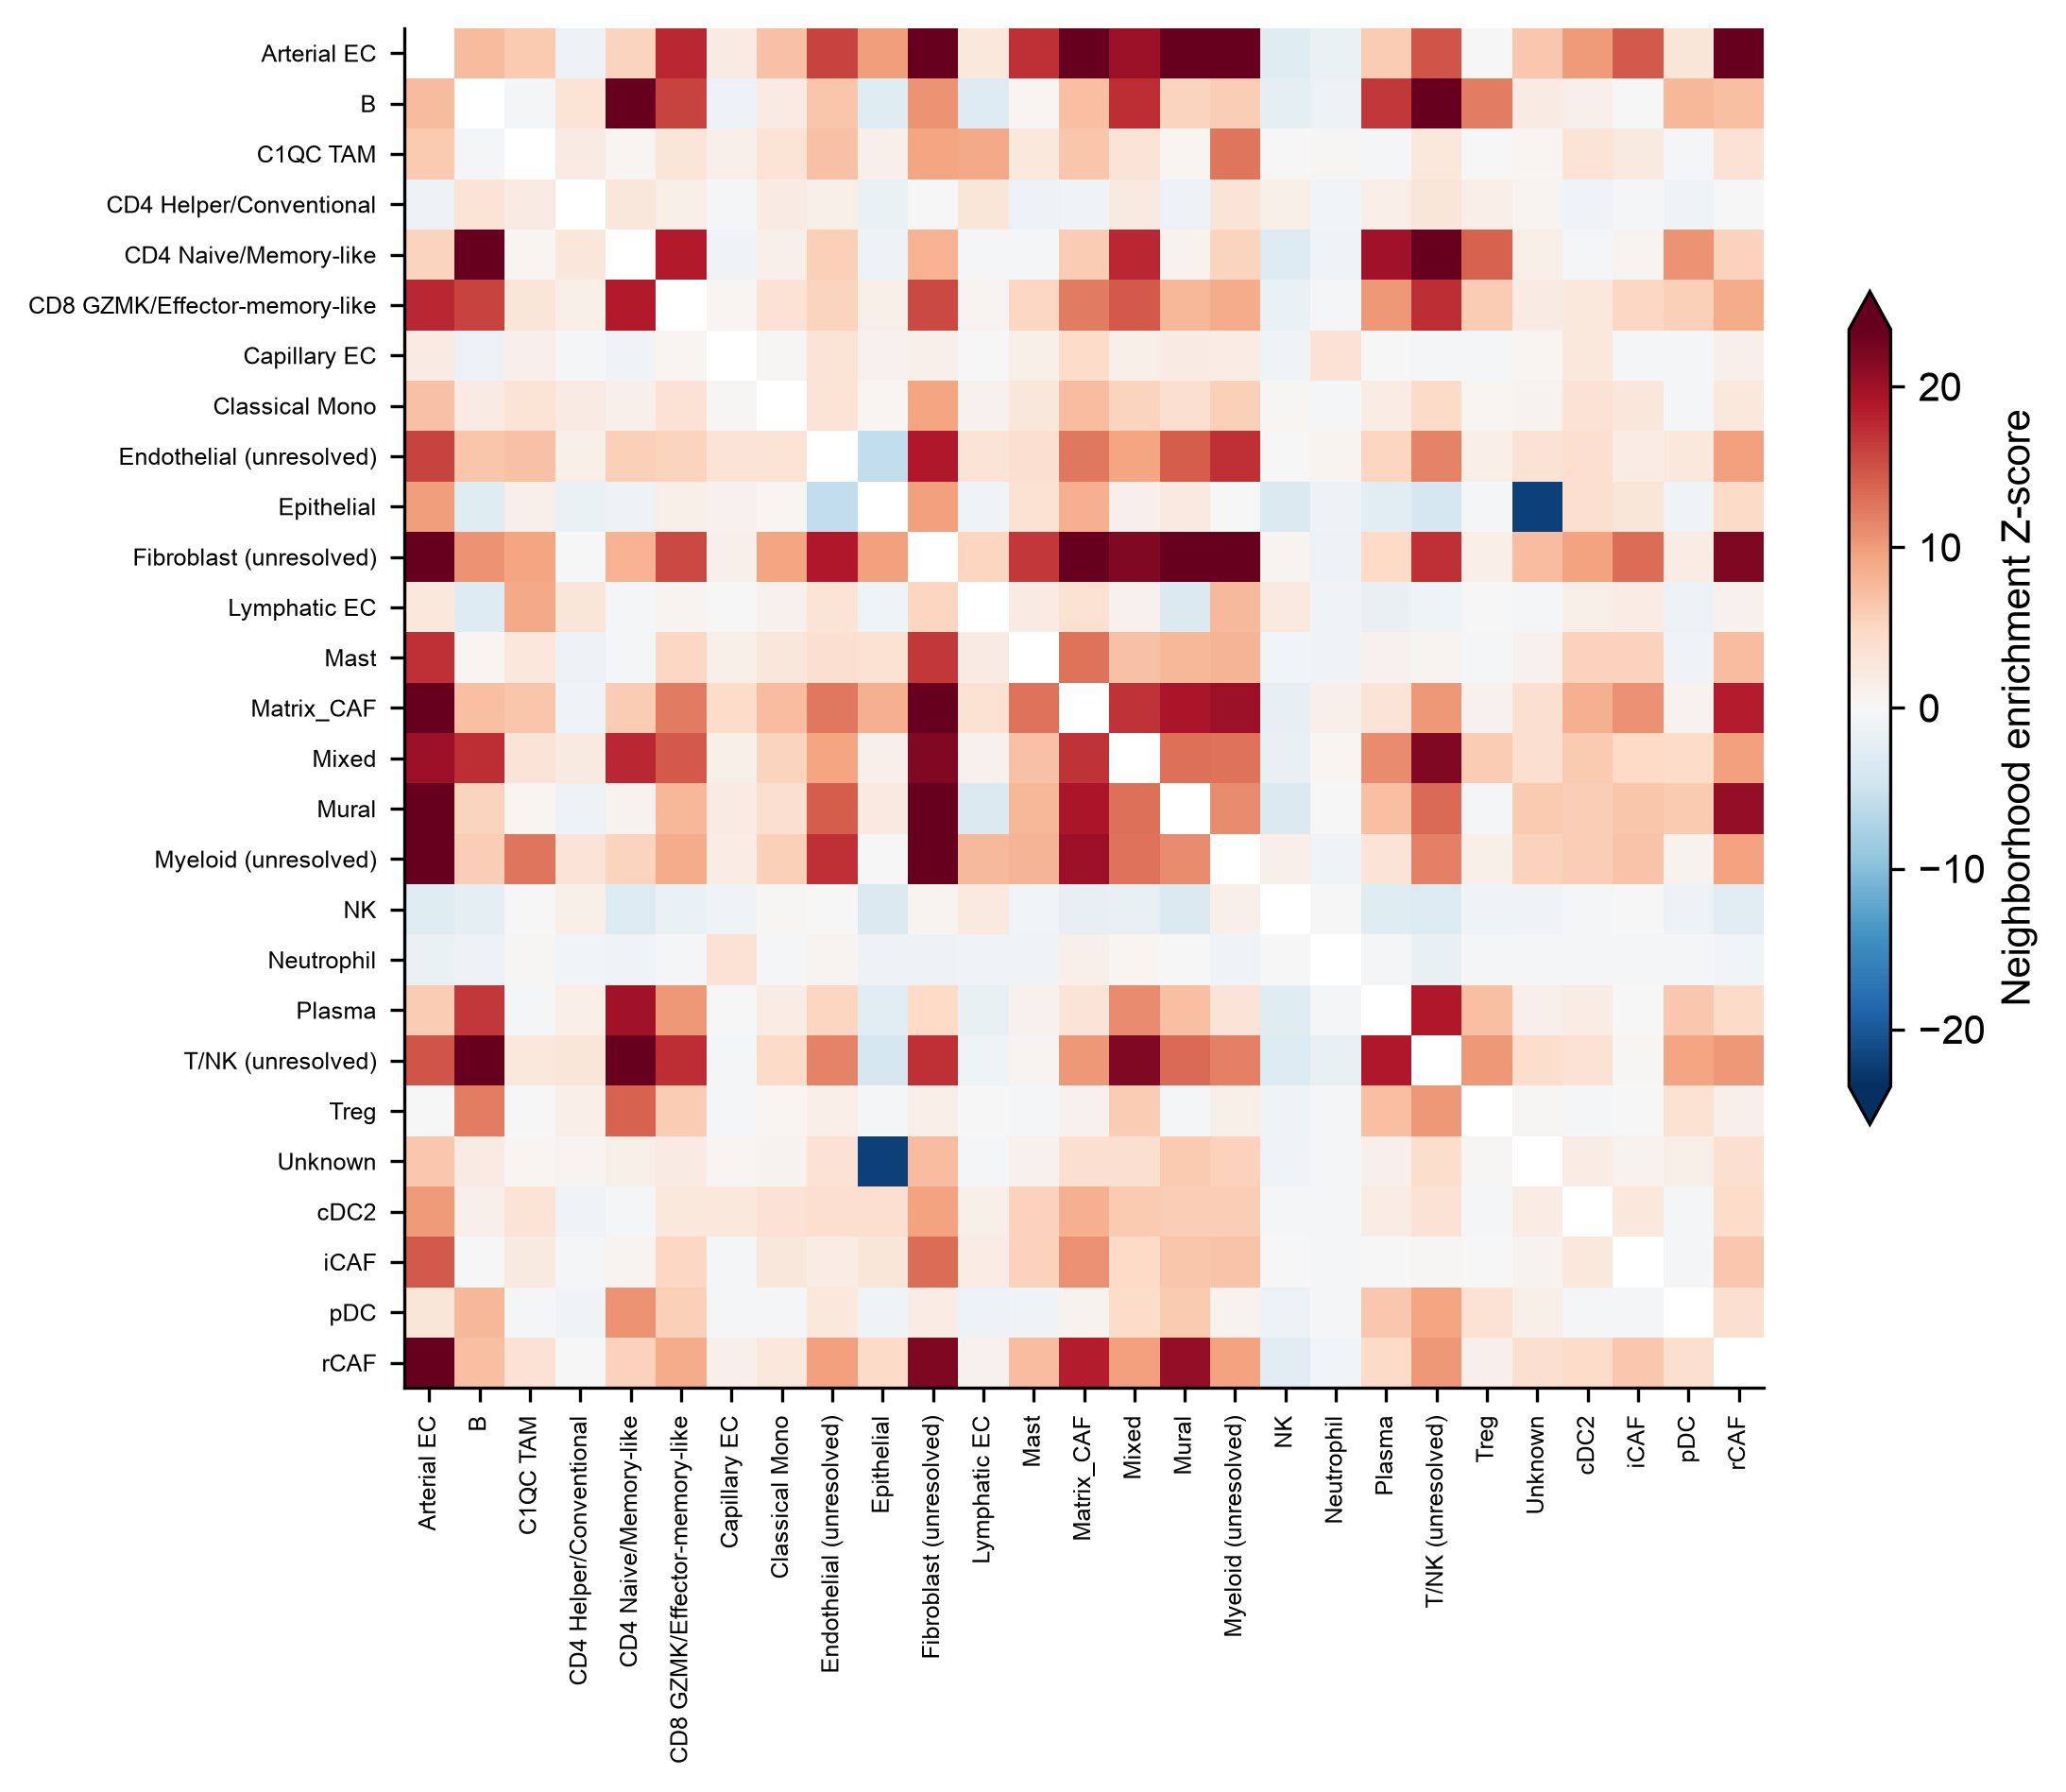 Arterial EC
B
C1QC TAM
CD4 Helper/Conventional
CD4 Naive/Memory-like
CD8 GZMK/Effector-memory-like
Capillary EC
Classical Mono
Endothelial (unresolved)
Epithelial
Fibroblast (unresolved)
Lymphatic EC
Mast
Matrix_CAF
Mixed
Mural
Myeloid (unresolved)
NK
Neutrophil
Plasma
T/NK (unresolved)
Treg
Unknown
cDC2
iCAF
pDC
rCAF
Arterial EC
B
C1QC TAM
CD4 Helper/Conventional
CD4 Naive/Memory-like
CD8 GZMK/Effector-memory-like
Capillary EC
Classical Mono
Endothelial (unresolved)
Epithelial
Fibroblast (unresolved)
Lymphatic EC
Mast
Matrix_CAF
Mixed
Mural
Myeloid (unresolved)
NK
Neutrophil
Plasma
T/NK (unresolved)
Treg
Unknown
cDC2
iCAF
pDC
rCAF
20
10
0
−10
−20
Neighborhood enrichment Z-score